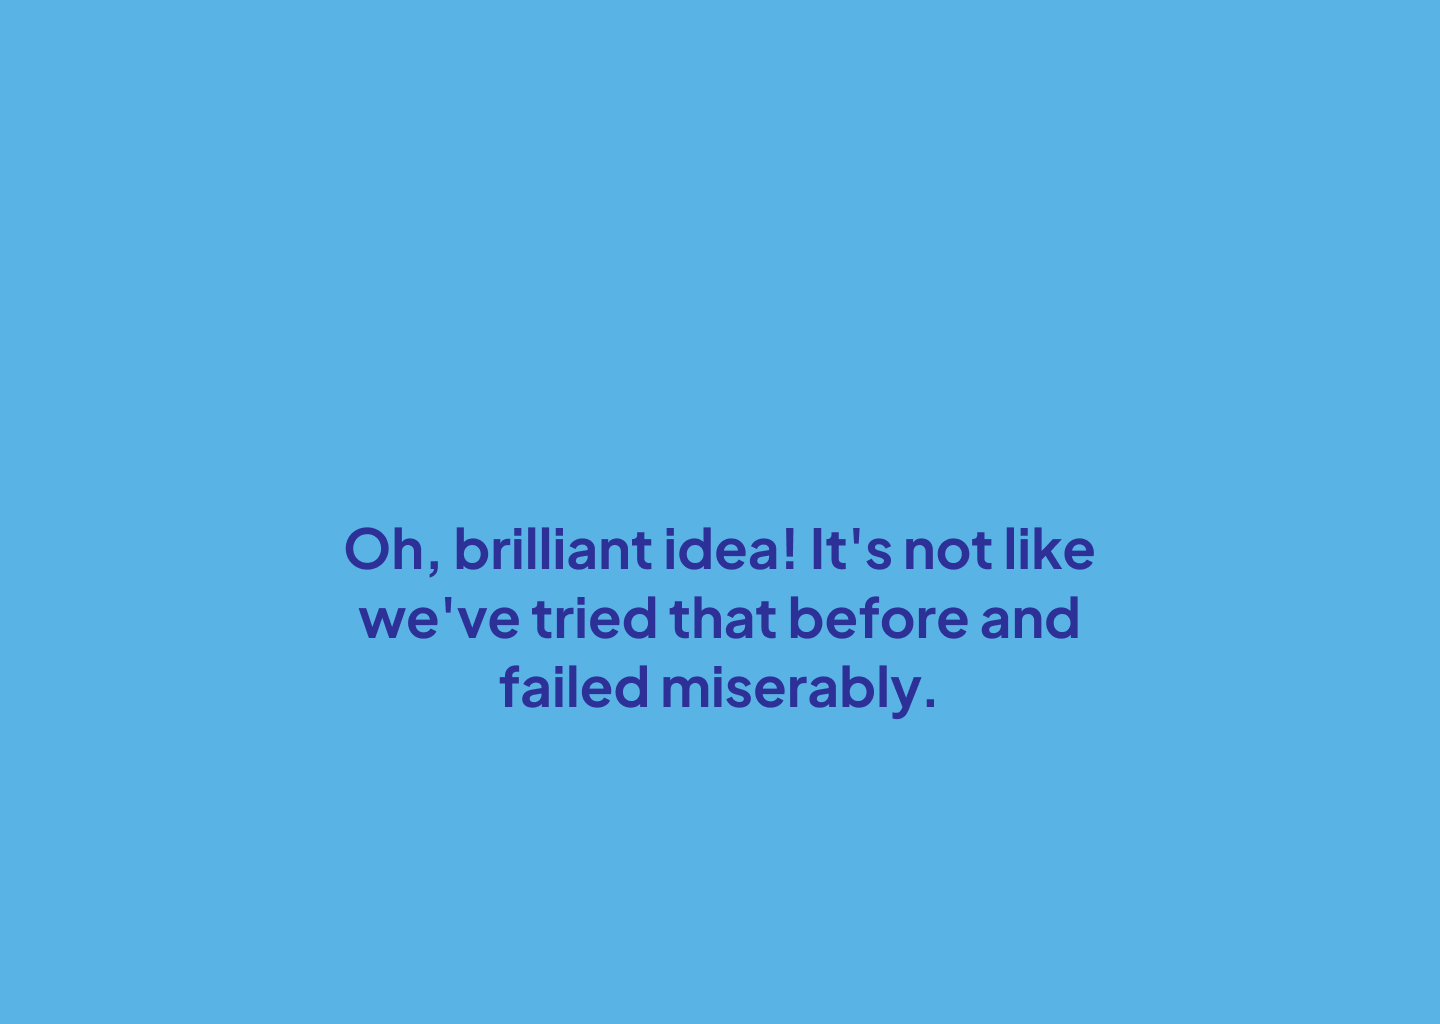 Oh, brilliant idea! It's not like
we've tried that before and
failed miserably.